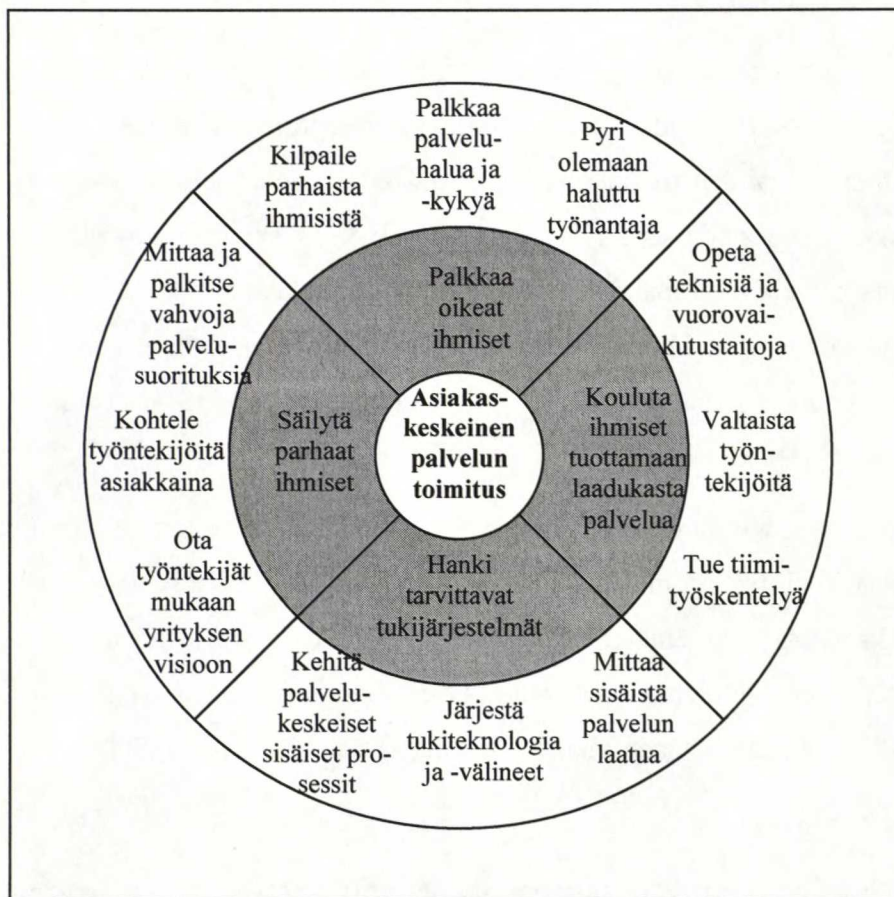 Kilpaile
parhaista
ihmisistä
Palkkaa
palvelu-
halua ja
-kykyä
Pyri
olemaan
haluttu
työnantaja
Mittaa ja
palkitse
vahvoja
palvelu-
suorituksia
Palkkaa
oikeat
ihmiset
Opeta
teknisiä ja
vuorovai-
kutustaitoja
Kohtele
työntekijöitä
asiakkaina
Säilytä
parhaat
ihmiset
Asiakas-
keskeinen
palvelun
toimitus
Kouluta
ihmiset
tuottamaan
laadukasta
palvelua
Valtaista
työn-
tekijöitä
Ota
työntekijät
mukaan
yrityksen
visioon
Hanki
tarvittavat
tukijärjestelmät
Tue tiimi-
työskentelyä
Kehitä
palvelu-
keskeiset
sisäiset pro-
sessit
Järjestä
tukiteknologia
ja -välineet
Mittaa
sisäistä
palvelun
laatua